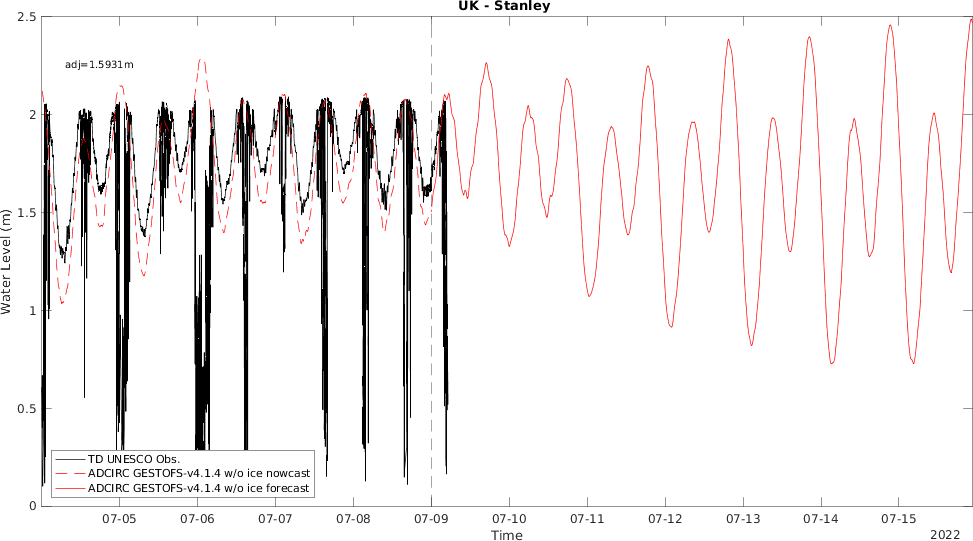 UK - Stanley
2.5
adj=1.5931m
2
1.5
Water Level (m)
1
0.5
TD UNESCO Obs.
ADCIRC GESTOFS-v4.1.4 w/o ice nowcast
ADCIRC GESTOFS-v4.1.4 w/o ice forecast
0
07-05 07-06 07-07 07-08 07-09 07-10 07-11 07-12 07-13 07-14 07-15
Time
2022